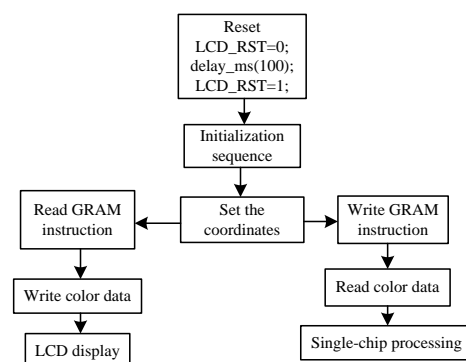 Reset
LCD_RST=0;
delay_ms(100);
LCD_RST=1;
Initialization
sequence
Set the
coordinates
Read GRAM
instruction
Write color data
LCD display
Write GRAM
instruction
Read color data
Single-chip processing